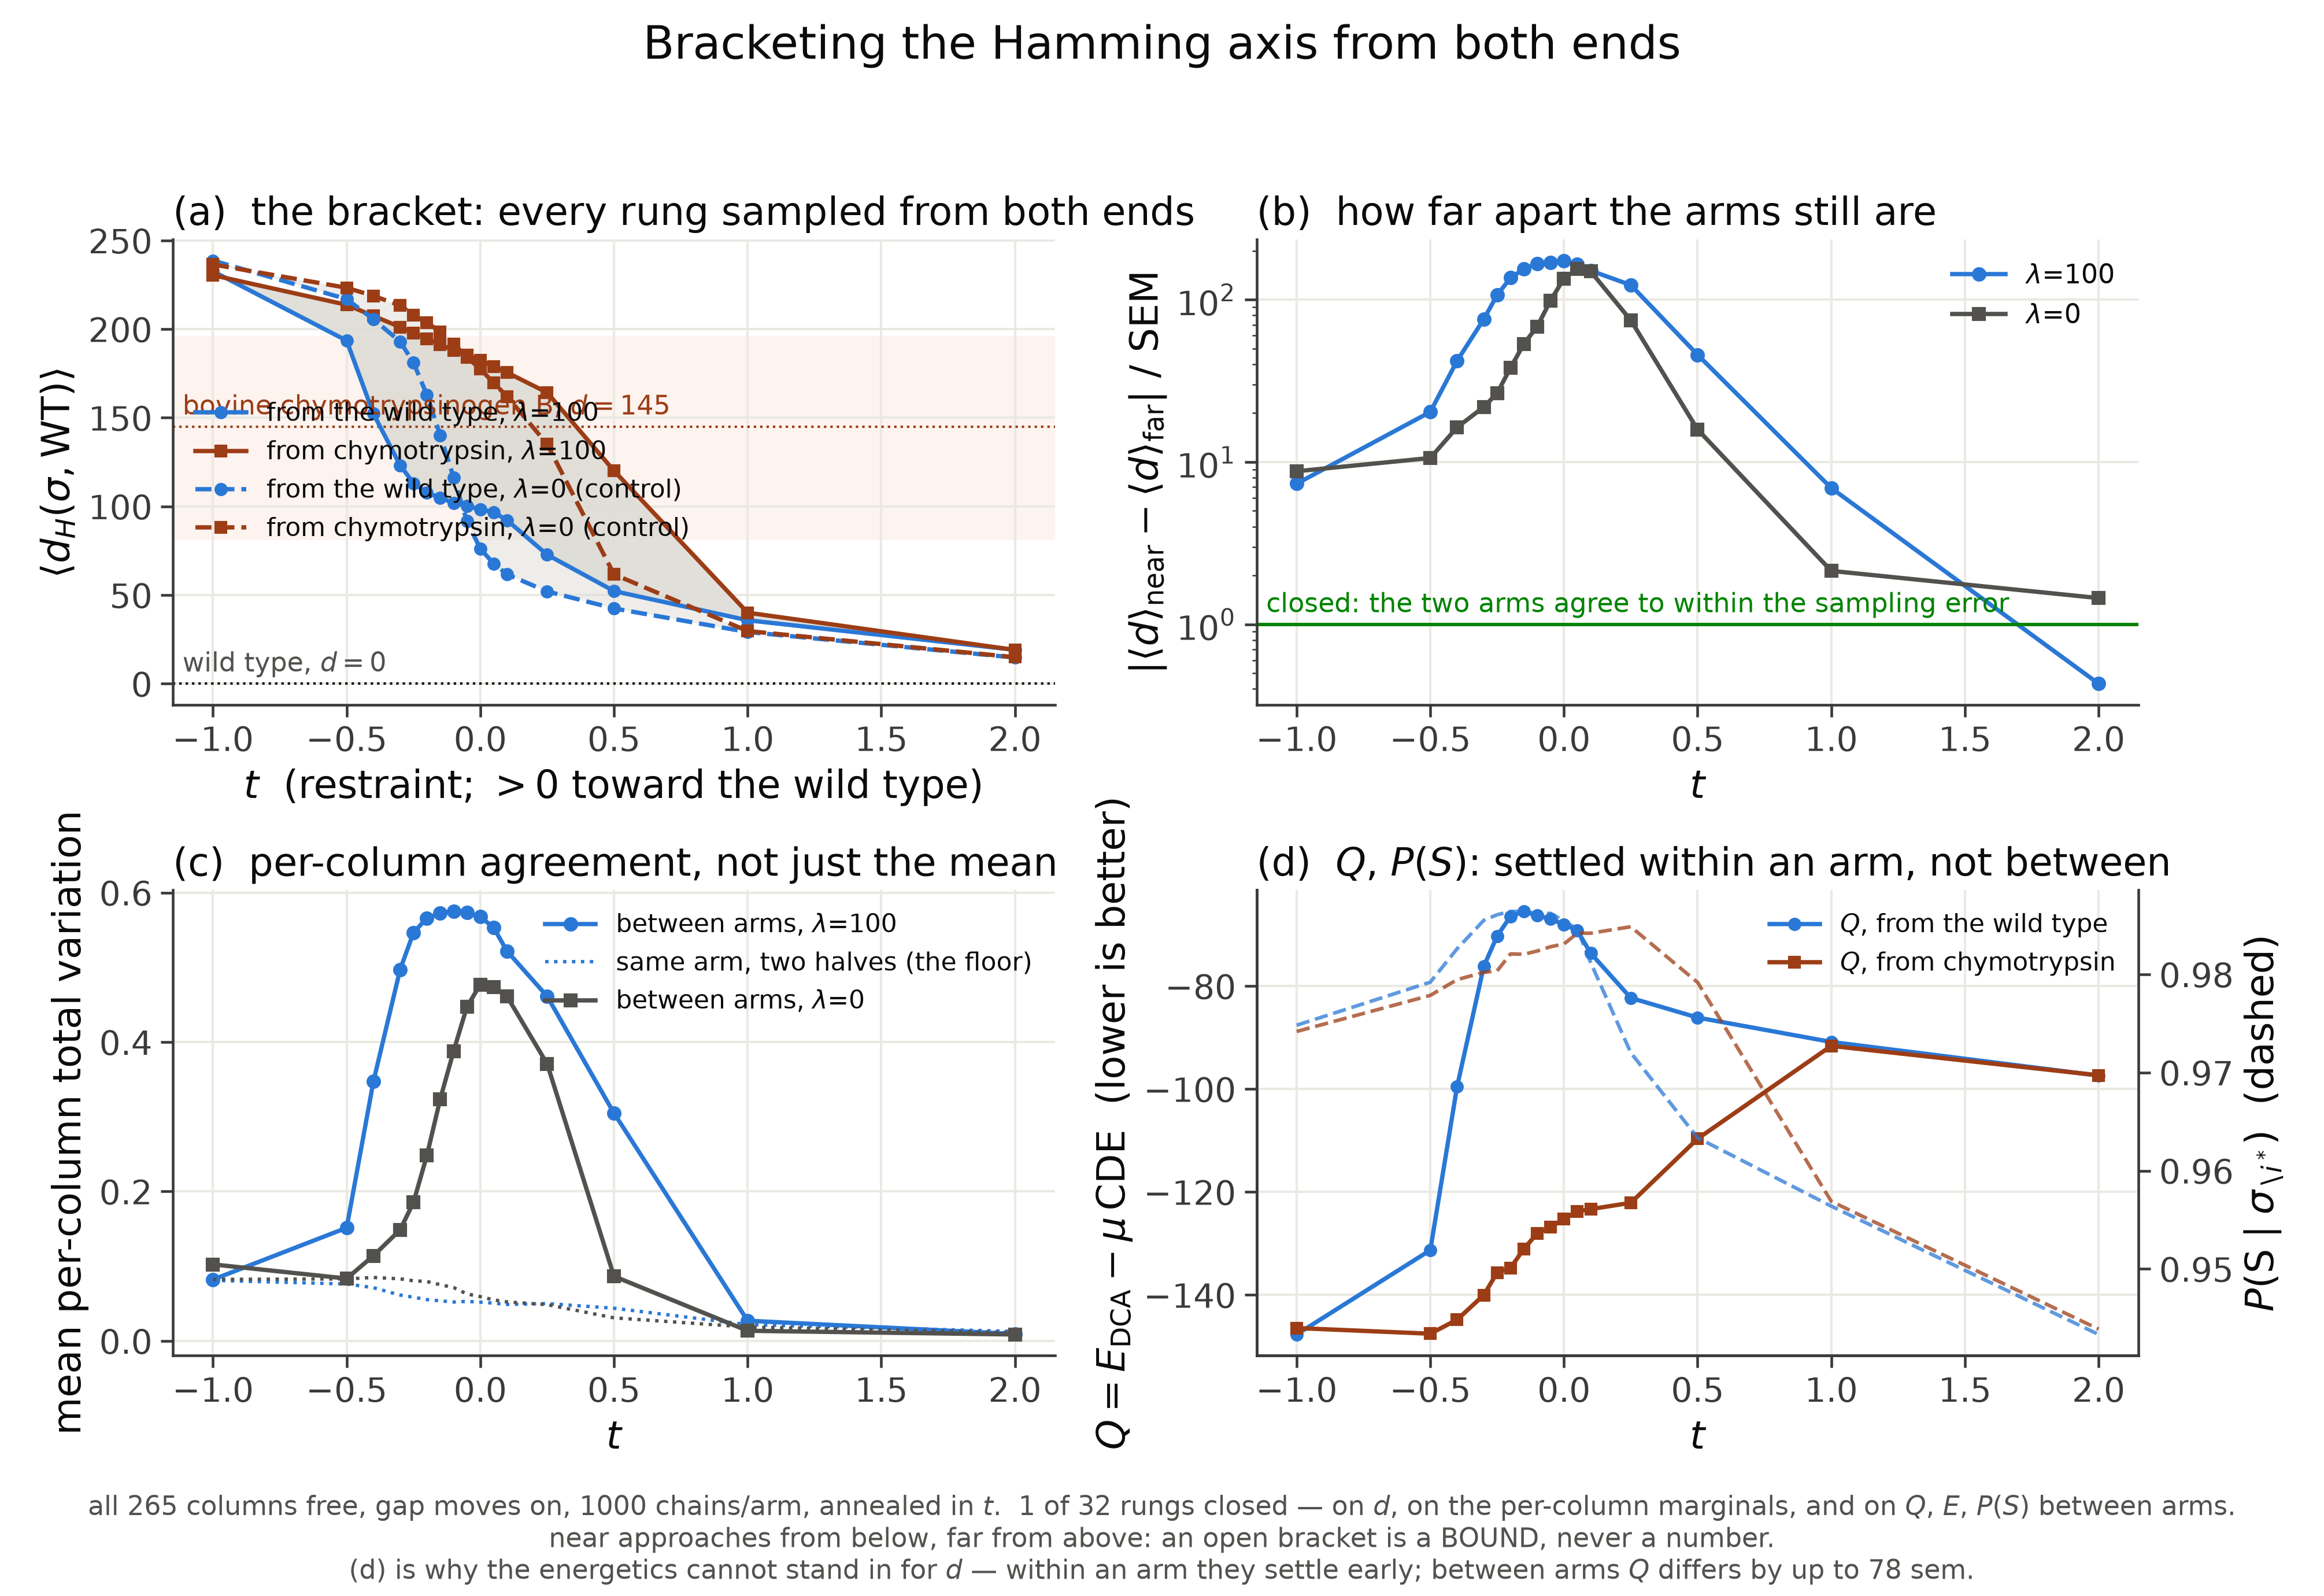 Bracketing the Hamming axis from both ends
(a)  the bracket: every rung sampled from both ends
250
200
150
100
50
0
⟨d_H(σ, WT)⟩
bovine chymotrypsinogen B, d = 145
from the wild type, λ=100
from chymotrypsin, λ=100
from the wild type, λ=0 (control)
from chymotrypsin, λ=0 (control)
wild type, d = 0
−1.0 −0.5 0.0 0.5 1.0 1.5 2.0
t  (restraint; > 0 toward the wild type)
(b)  how far apart the arms still are
|⟨d⟩near − ⟨d⟩far| / SEM
10²
10¹
10⁰
λ=100
λ=0
closed: the two arms agree to within the sampling error
−1.0 −0.5 0.0 0.5 1.0 1.5 2.0
t
(c)  per-column agreement, not just the mean
mean per-column total variation
0.6
0.4
0.2
0.0
between arms, λ=100
same arm, two halves (the floor)
between arms, λ=0
−1.0 −0.5 0.0 0.5 1.0 1.5 2.0
t
(d)  Q, P(S): settled within an arm, not between
Q = E_DCA − μ CDE  (lower is better)
−80
−100
−120
−140
Q, from the wild type
Q, from chymotrypsin
0.98
0.97
0.96
0.95
P(S | σ_\i*)  (dashed)
−1.0 −0.5 0.0 0.5 1.0 1.5 2.0
t
all 265 columns free, gap moves on, 1000 chains/arm, annealed in t.  1 of 32 rungs closed — on d, on the per-column marginals, and on Q, E, P(S) between arms.
near approaches from below, far from above: an open bracket is a BOUND, never a number.
(d) is why the energetics cannot stand in for d — within an arm they settle early; between arms Q differs by up to 78 sem.